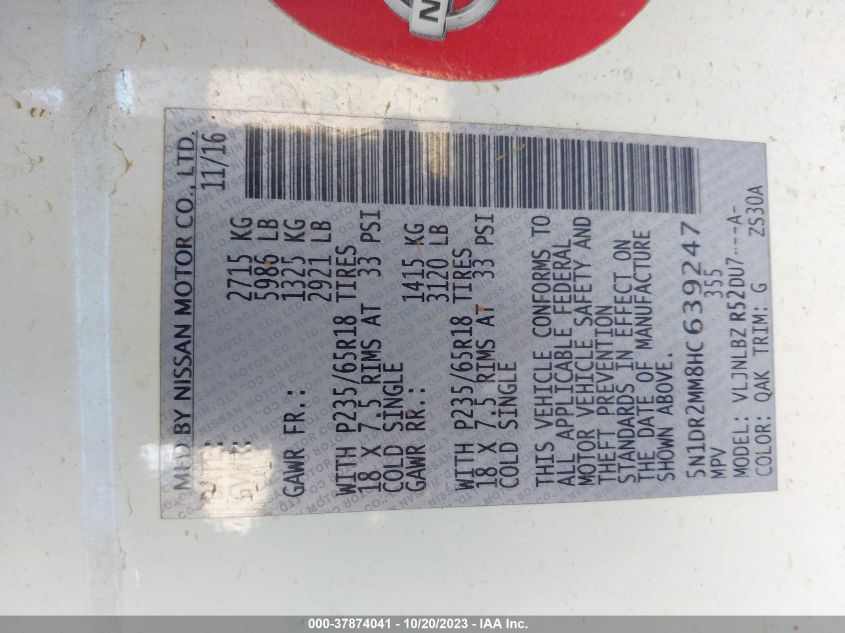 MFD BY NISSAN MOTOR CO., LTD.
11/16
2715 KG
5986 LB
GAWR FR.: 1325 KG
2921 LB
WITH P235/65R18 TIRES
18 X 7.5 RIMS AT 33 PSI
COLD SINGLE
GAWR RR.: 1415 KG
3120 LB
WITH P235/65R18 TIRES
18 X 7.5 RIMS AT 33 PSI
COLD SINGLE
THIS VEHICLE CONFORMS TO
ALL APPLICABLE FEDERAL
MOTOR VEHICLE SAFETY AND
THEFT PREVENTION
STANDARDS IN EFFECT ON
THE DATE OF MANUFACTURE
SHOWN ABOVE.
5N1DR2MM8HC639247
MPV 355
MODEL: VLJNLBZ R52DU7---A-
COLOR: QAK TRIM: G ZS30A
000-37874041 - 10/20/2023 - IAA Inc.